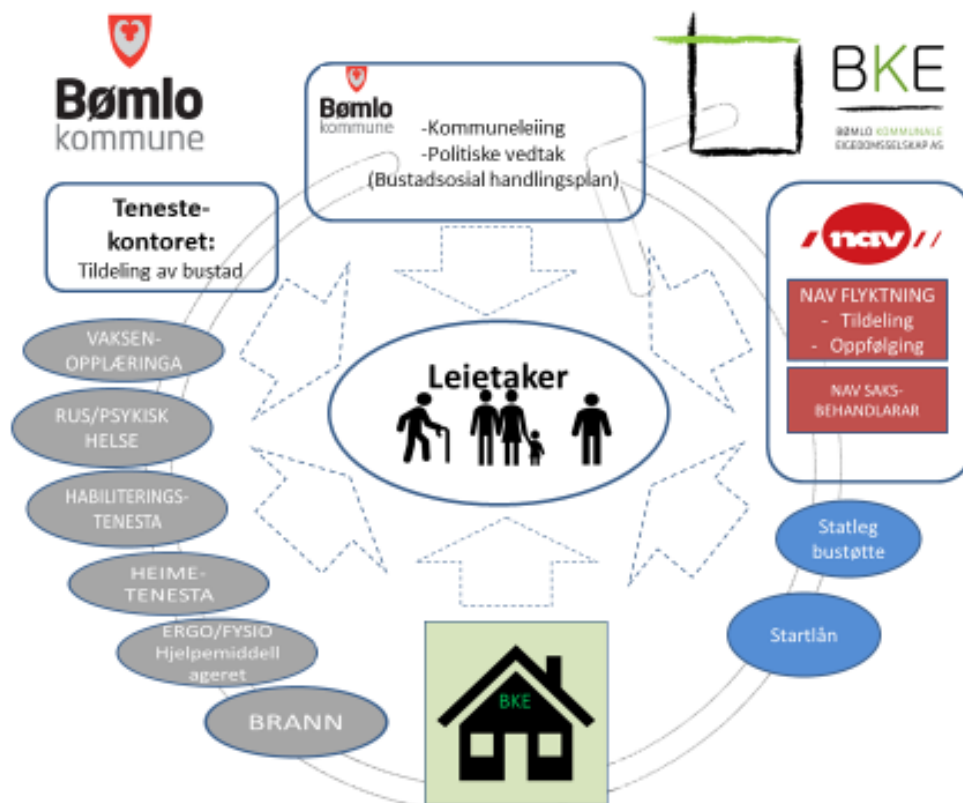 Bømlo
kommune
Bømlo
kommune
-Kommuneleiing
-Politiske vedtak
(Bustadsosial handlingsplan)
BKE
BØMLO KOMMUNALE
EIGEDOMSSELSKAP AS
Teneste-
kontoret:
Tildeling av bustad
nav
NAV FLYKTNING
- Tildeling
- Oppfølging
NAV SAKS-
BEHANDLARAR
VAKSEN-
OPPLÆRINGA
RUS/PSYKISK
HELSE
HABILITERINGS-
TENESTA
HEIME-
TENESTA
ERGO/FYSIO
Hjelpemiddell
ageret
BRANN
Leietaker
Statleg
bustøtte
Startlån
BKE